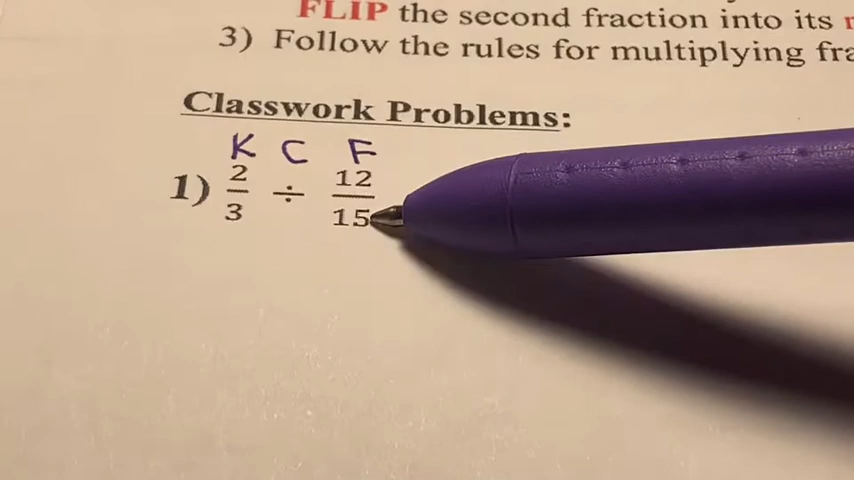 FLIP the second fraction into its
3) Follow the rules for multiplying
Classwork Problems:
K C F
1) 2/3 ÷ 12/15